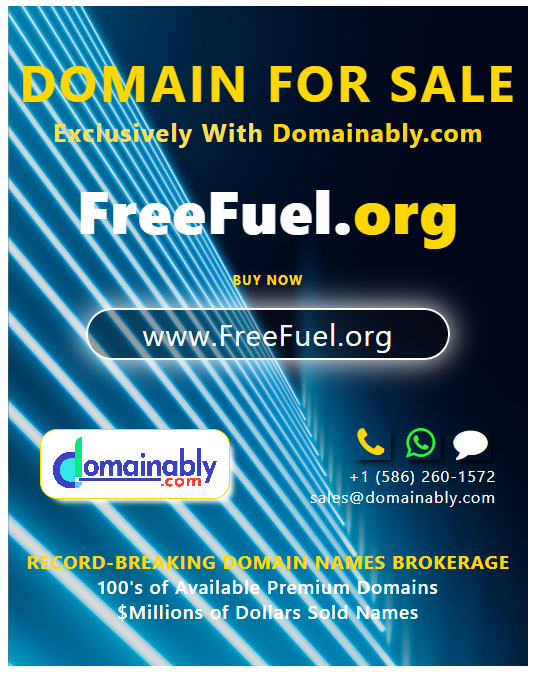 DOMAIN FOR SALE
Exclusively With Domainably.com
FreeFuel.org
BUY NOW
www.FreeFuel.org
domainably
.com
+1 (586) 260-1572
sales@domainably.com
RECORD-BREAKING DOMAIN NAMES BROKERAGE
100's of Available Premium Domains
$Millions of Dollars Sold Names